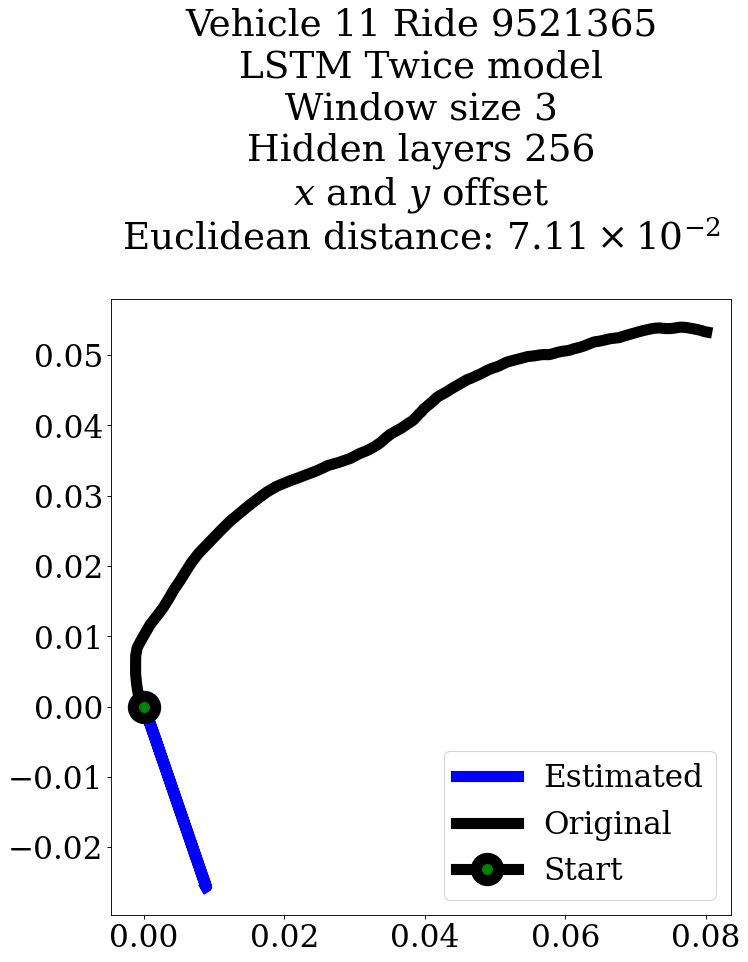 Vehicle 11 Ride 9521365
LSTM Twice model
Window size 3
Hidden layers 256
x and y offset
Euclidean distance: 7.11 × 10⁻²
0.05
0.04
0.03
0.02
0.01
0.00
−0.01
−0.02
Estimated
Original
Start
0.00 0.02 0.04 0.06 0.08